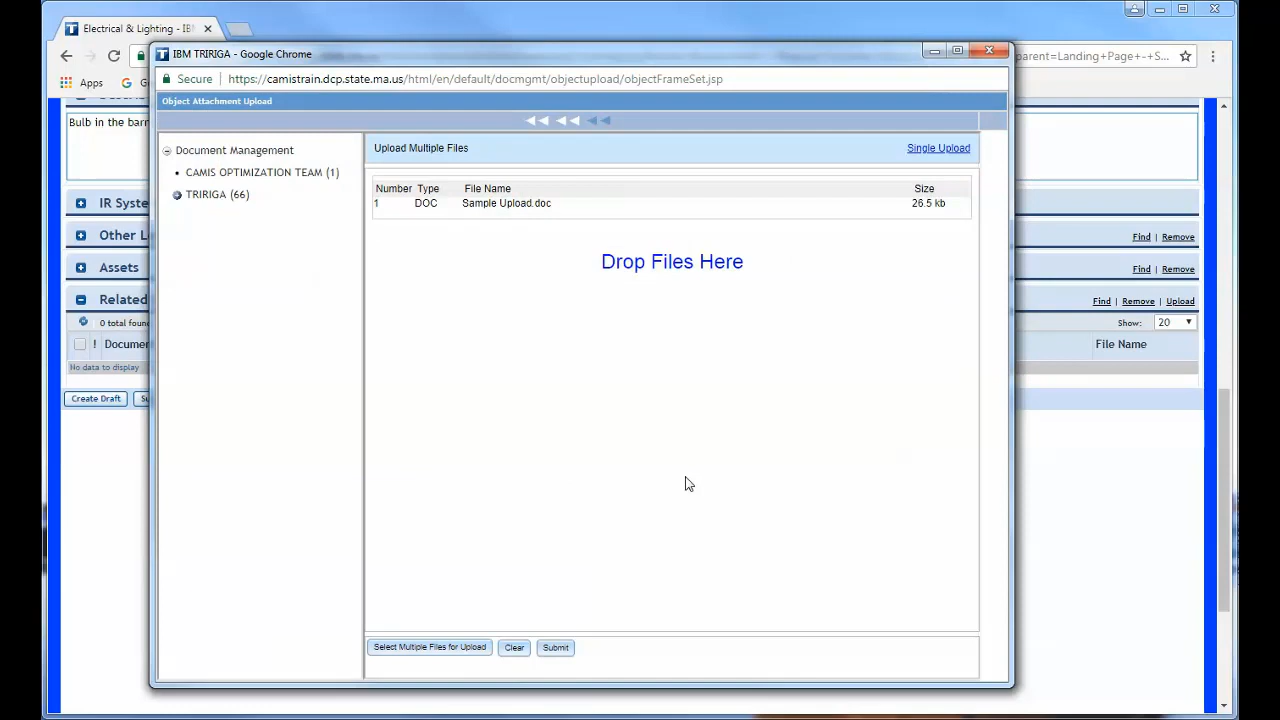 Electrical & Lighting - IB
IBM TRIRIGA - Google Chrome
parent=Landing+Page+-+S...
Secure
https://camistrain.dcp.state.ma.us/html/en/default/docmgmt/objectupload/objectFrameSet.jsp
Apps
G
Object Attachment Upload
Bulb in the barr
Document Management
CAMIS OPTIMIZATION TEAM (1)
TRIRIGA (66)
Upload Multiple Files
Single Upload
Number Type File Name Size
1 DOC Sample Upload.doc 26.5 kb
Drop Files Here
IR Syste
Other L
Find | Remove
Assets
Find | Remove
Related
Find | Remove | Upload
0 total foun
Show: 20
! Documen
File Name
No data to display
Create Draft
Su
Select Multiple Files for Upload
Clear
Submit